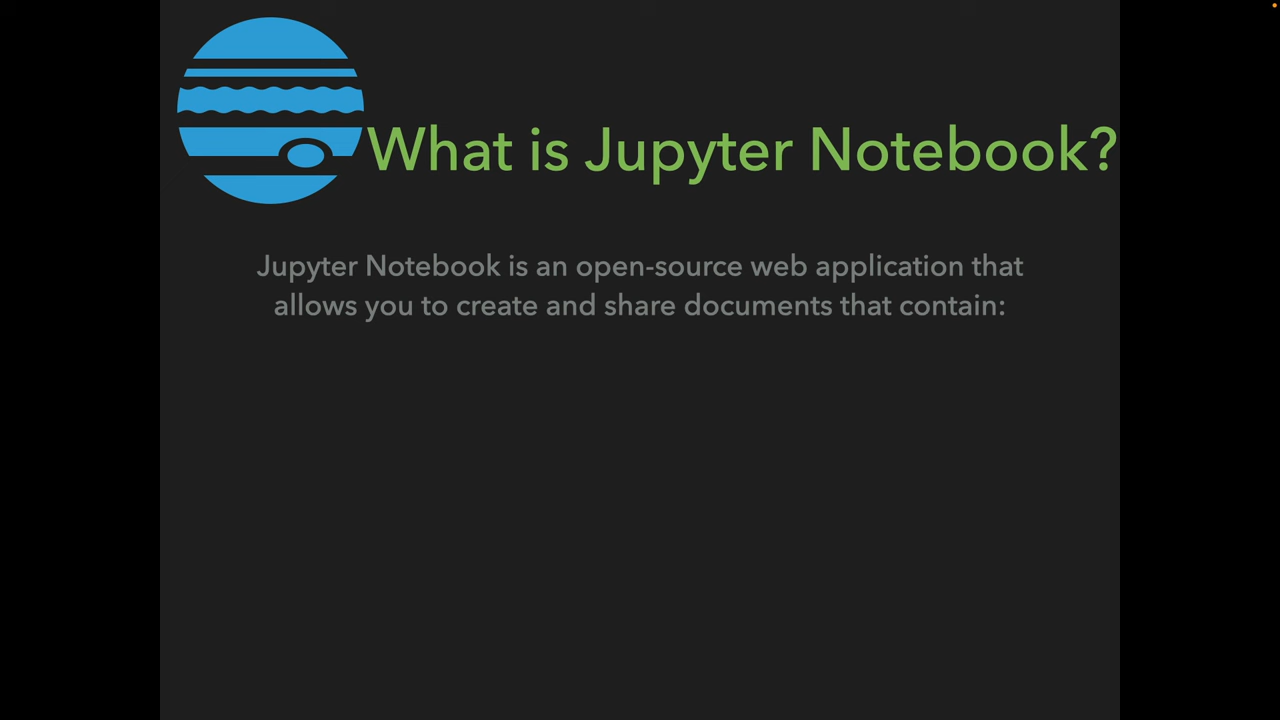 What is Jupyter Notebook?
Jupyter Notebook is an open-source web application that
allows you to create and share documents that contain: